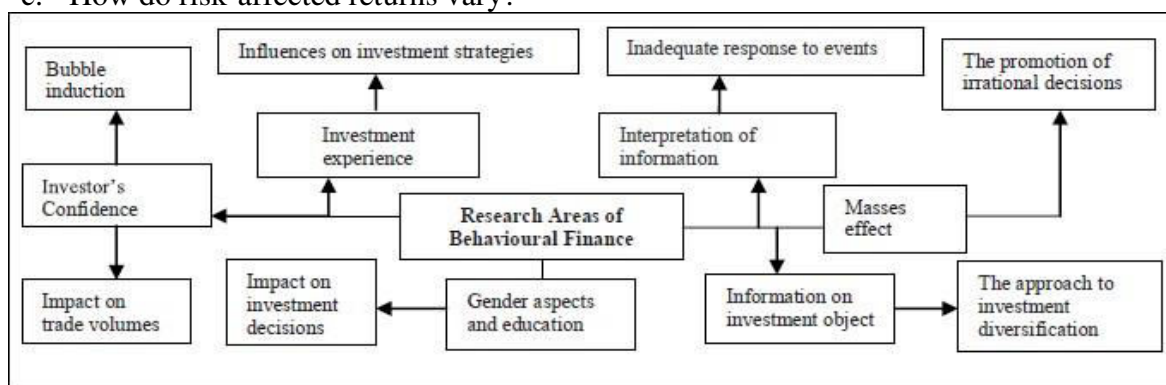 e. How do risk-affected returns vary?
Influences on investment strategies
Inadequate response to events
Bubble
induction
The promotion of
irrational decisions
Investment
experience
Interpretation of
information
Investor's
Confidence
Research Areas of
Behavioural Finance
Masses
effect
Impact on
trade volumes
Impact on
investment
decisions
Gender aspects
and education
Information on
investment object
The approach to
investment
diversification